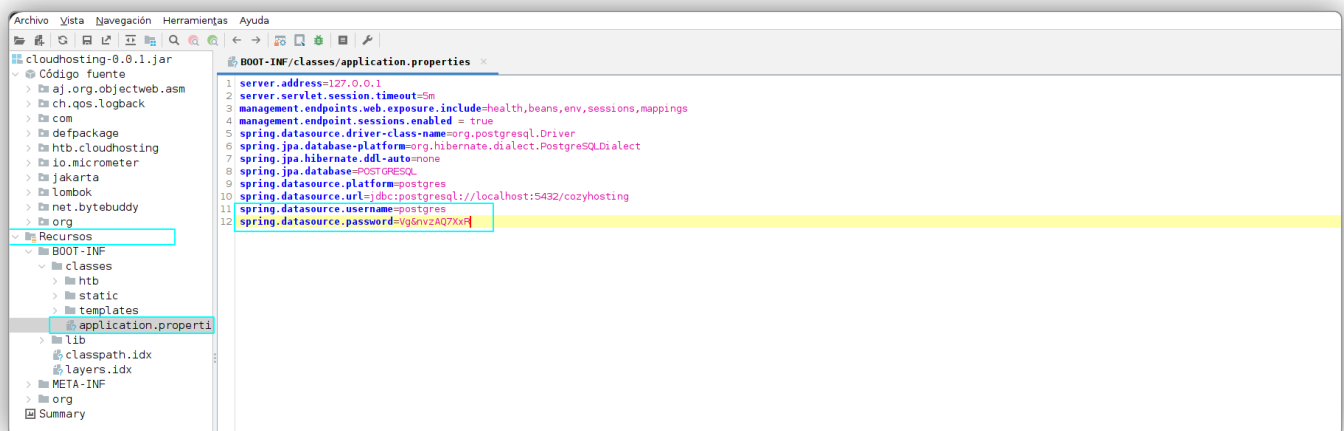 Archivo Vista Navegación Herramientas Ayuda
cloudhosting-0.0.1.jar
Código fuente
aj.org.objectweb.asm
ch.qos.logback
com
defpackage
htb.cloudhosting
io.micrometer
jakarta
lombok
net.bytebuddy
org
Recursos
BOOT-INF
classes
htb
static
templates
application.properti
lib
classpath.idx
layers.idx
META-INF
org
Summary
BOOT-INF/classes/application.properties ×
1 server.address=127.0.0.1
2 server.servlet.session.timeout=5m
3 management.endpoints.web.exposure.include=health,beans,env,sessions,mappings
4 management.endpoint.sessions.enabled = true
5 spring.datasource.driver-class-name=org.postgresql.Driver
6 spring.jpa.database-platform=org.hibernate.dialect.PostgreSQLDialect
7 spring.jpa.hibernate.ddl-auto=none
8 spring.jpa.database=POSTGRESQL
9 spring.datasource.platform=postgres
10 spring.datasource.url=jdbc:postgresql://localhost:5432/cozyhosting
11 spring.datasource.username=postgres
12 spring.datasource.password=Vg&nvzAQ7XxR